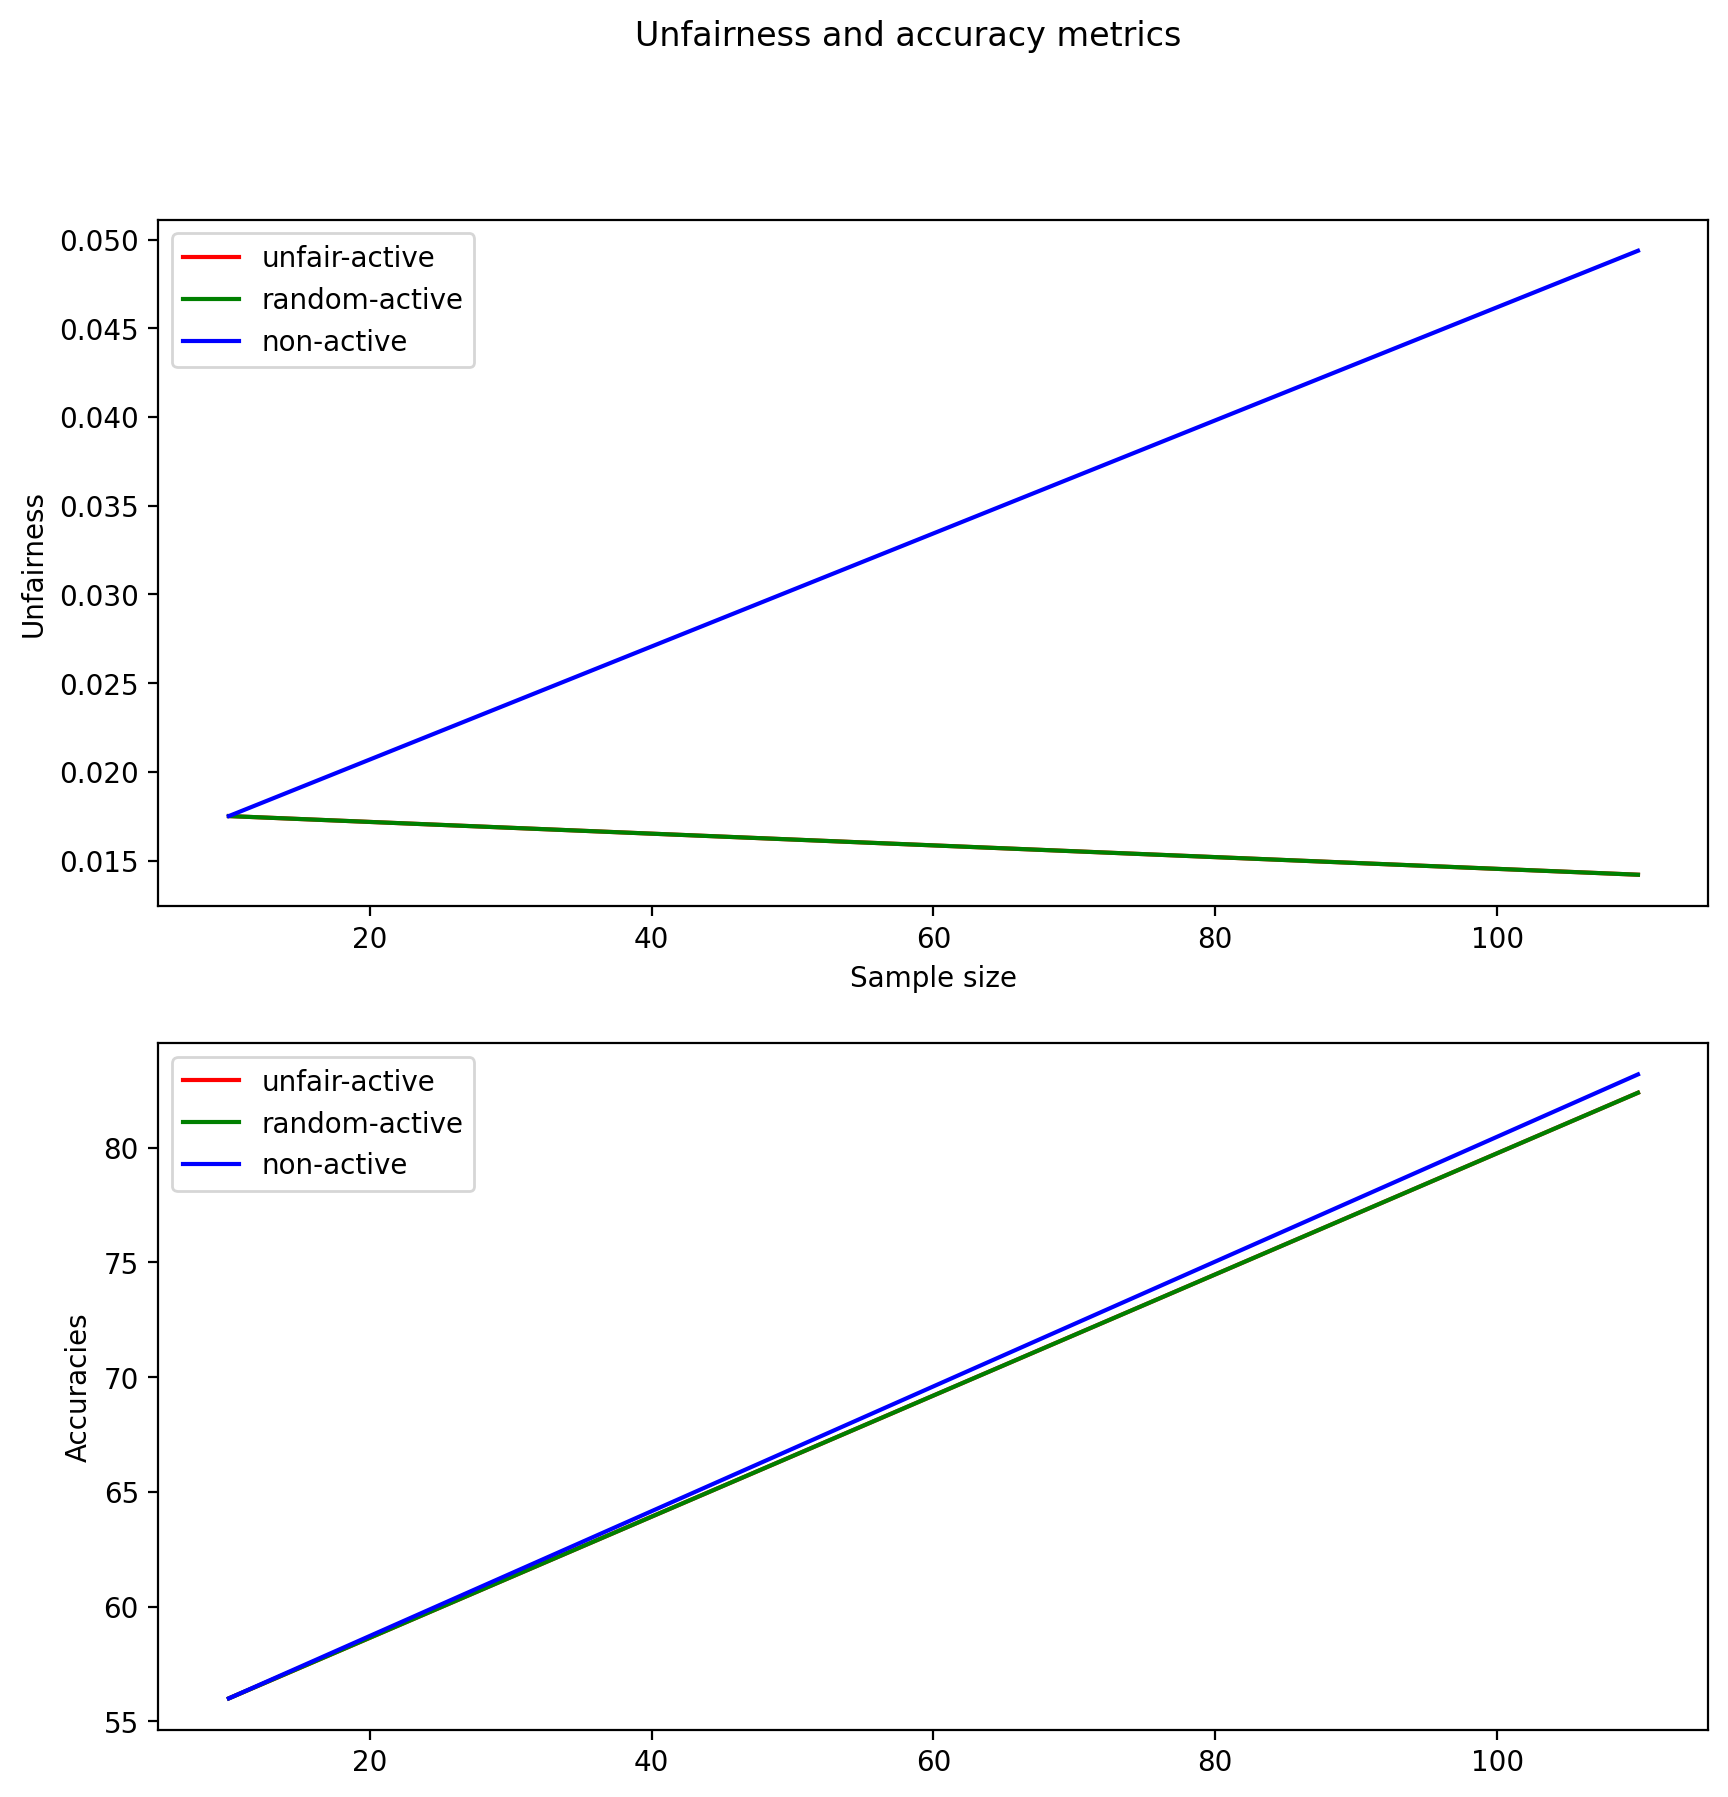 Unfairness and accuracy metrics
0.050
0.045
0.040
0.035
0.030
0.025
0.020
0.015
Unfairness
unfair-active
random-active
non-active
20 40 60 80 100
Sample size
80
75
70
65
60
55
Accuracies
unfair-active
random-active
non-active
20 40 60 80 100